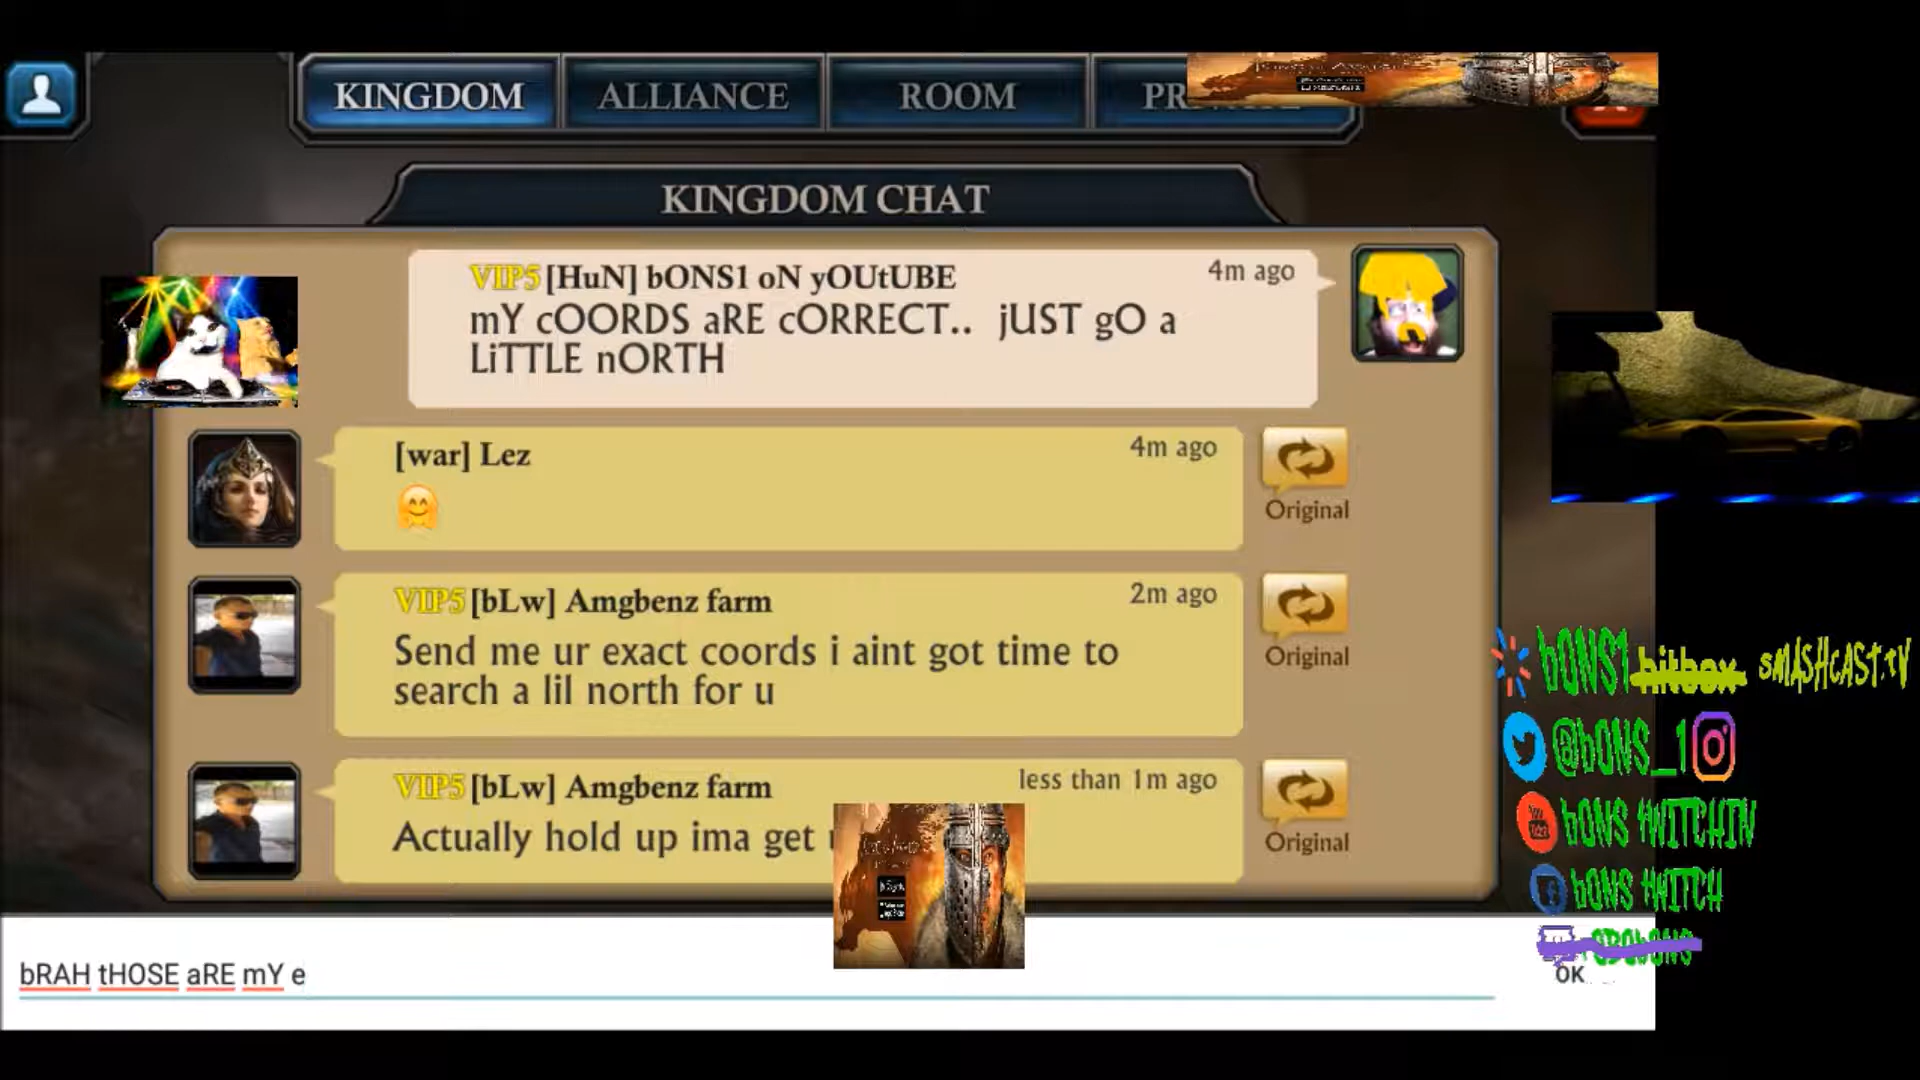 KINGDOM
ALLIANCE
ROOM
KINGDOM CHAT
VIP5 [HuN] bONS1 oN yOUtUBE
4m ago
mY cOORDS aRE cORRECT.. jUST gO a
LiTTLE nORTH
[war] Lez
4m ago
🤗
Original
VIP5 [bLw] Amgbenz farm
2m ago
Send me ur exact coords i aint got time to
search a lil north for u
Original
VIP5 [bLw] Amgbenz farm
less than 1m ago
Actually hold up ima get
Original
bONS1 hitbox SMASHCAST.TV
@bONS_1
bONS tWITCHIN
bONS tWITCH
bRAH tHOSE aRE mY e
OK